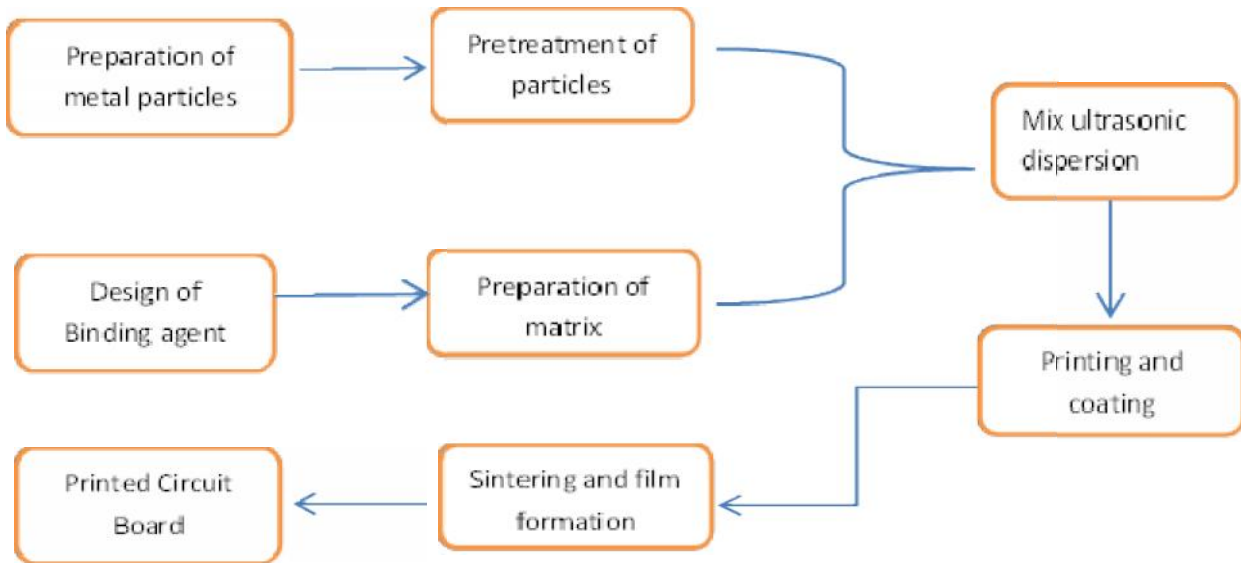 Preparation of
metal particles
Pretreatment of
particles
Mix ultrasonic
dispersion
Design of
Binding agent
Preparation of
matrix
Printing and
coating
Sintering and film
formation
Printed Circuit
Board